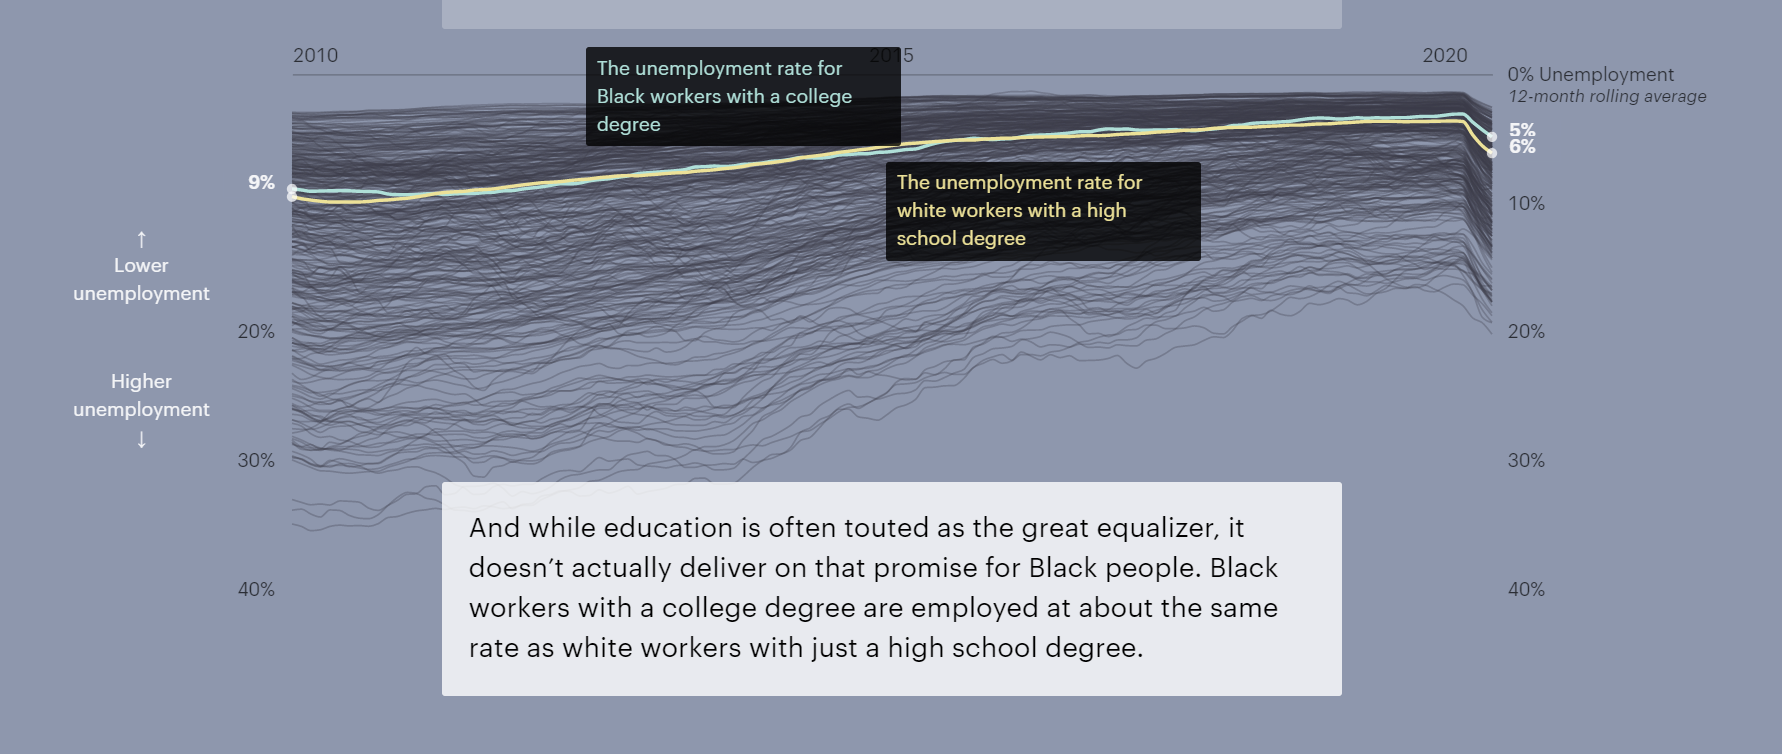 2010
2015
2020
The unemployment rate for
Black workers with a college
degree
0% Unemployment
12-month rolling average
5%
6%
9%
The unemployment rate for
white workers with a high
school degree
10%
↑
Lower
unemployment
20%
20%
Higher
unemployment
↓
30%
30%
And while education is often touted as the great equalizer, it
doesn’t actually deliver on that promise for Black people. Black
workers with a college degree are employed at about the same
rate as white workers with just a high school degree.
40%
40%